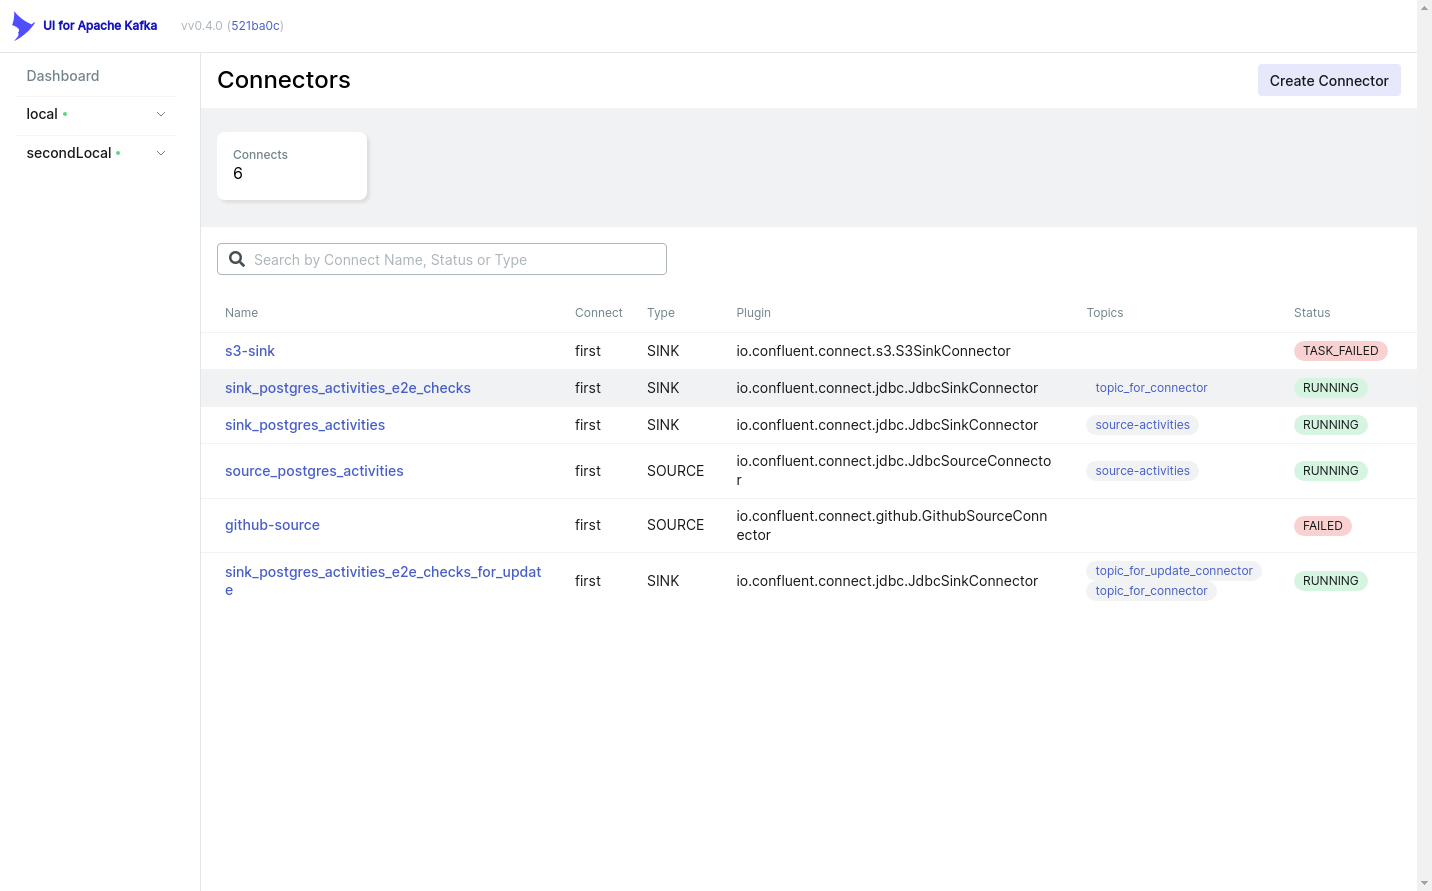 UI for Apache Kafka
vv0.4.0 (521ba0c)
Dashboard
local
secondLocal
Connectors
Create Connector
Connects
6
Search by Connect Name, Status or Type
Name Connect Type Plugin Topics Status
s3-sink first SINK io.confluent.connect.s3.S3SinkConnector TASK_FAILED
sink_postgres_activities_e2e_checks first SINK io.confluent.connect.jdbc.JdbcSinkConnector topic_for_connector RUNNING
sink_postgres_activities first SINK io.confluent.connect.jdbc.JdbcSinkConnector source-activities RUNNING
source_postgres_activities first SOURCE io.confluent.connect.jdbc.JdbcSourceConnecto
r
source-activities RUNNING
github-source first SOURCE io.confluent.connect.github.GithubSourceConn
ector
FAILED
sink_postgres_activities_e2e_checks_for_updat
e
first SINK io.confluent.connect.jdbc.JdbcSinkConnector topic_for_update_connector
topic_for_connector
RUNNING